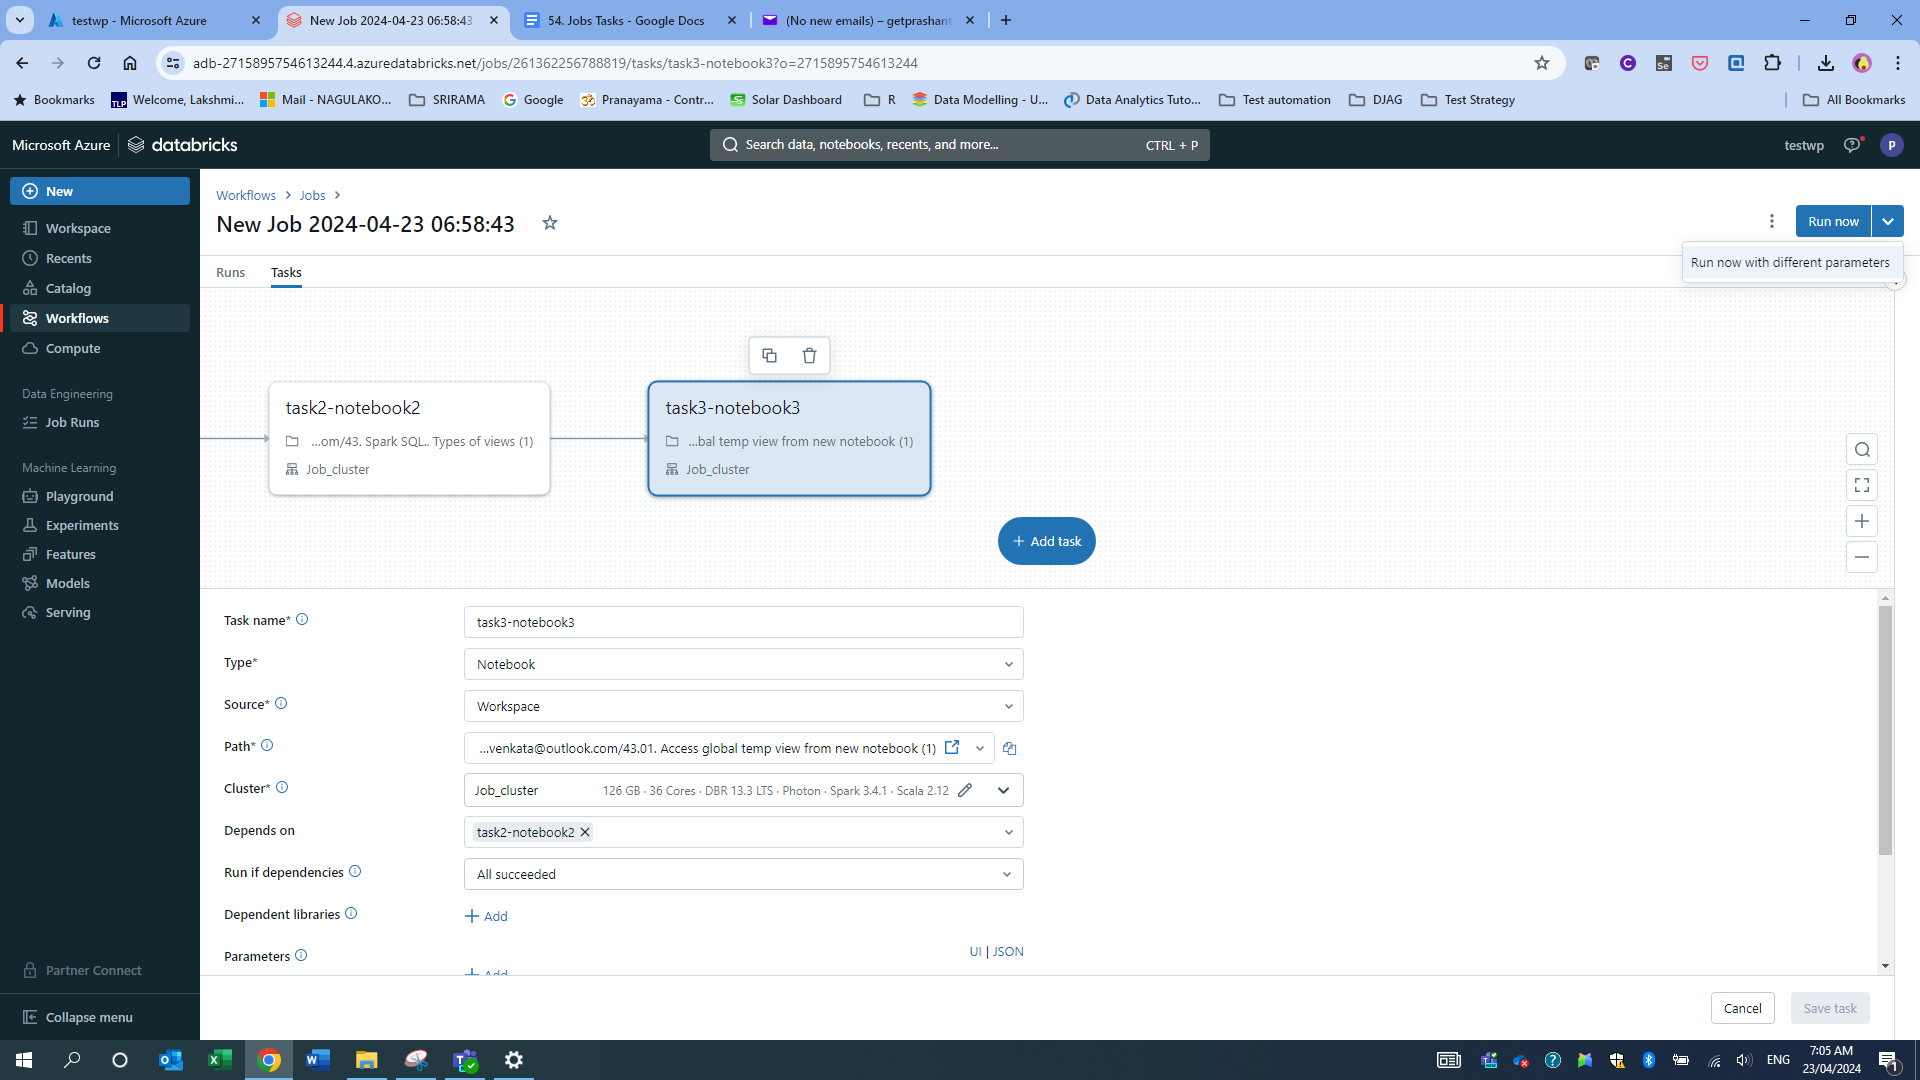 testwp - Microsoft Azure
New Job 2024-04-23 06:58:43
54. Jobs Tasks - Google Docs
(No new emails) – getprashant
adb-2715895754613244.4.azuredatabricks.net/jobs/261362256788819/tasks/task3-notebook3?o=2715895754613244
Bookmarks
TLP Welcome, Lakshmi...
Mail - NAGULAKO...
SRIRAMA
Google
Pranayama - Contr...
Solar Dashboard
R
Data Modelling - U...
Data Analytics Tuto...
Test automation
DJAG
Test Strategy
All Bookmarks
Microsoft Azure
databricks
Search data, notebooks, recents, and more...
CTRL + P
testwp
P
New
Workspace
Recents
Catalog
Workflows
Compute
Data Engineering
Job Runs
Machine Learning
Playground
Experiments
Features
Models
Serving
Partner Connect
Collapse menu
Workflows > Jobs >
New Job 2024-04-23 06:58:43
Run now
Run now with different parameters
Runs
Tasks
task2-notebook2
...om/43. Spark SQL.. Types of views (1)
Job_cluster
task3-notebook3
...bal temp view from new notebook (1)
Job_cluster
+ Add task
Task name*
task3-notebook3
Type*
Notebook
Source*
Workspace
Path*
...venkata@outlook.com/43.01. Access global temp view from new notebook (1)
Cluster*
Job_cluster
126 GB · 36 Cores · DBR 13.3 LTS · Photon · Spark 3.4.1 · Scala 2.12
Depends on
task2-notebook2
Run if dependencies
All succeeded
Dependent libraries
+ Add
Parameters
UI | JSON
+ Add
Cancel
Save task
ENG
7:05 AM
23/04/2024
1